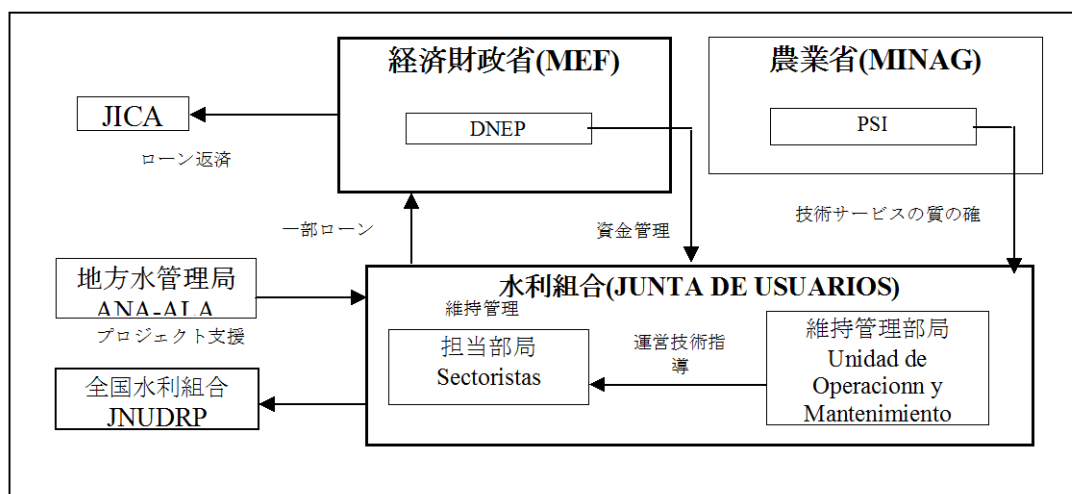 経済財政省(MEF)
農業省(MINAG)
JICA
DNEP
PSI
ローン返済
一部ローン
資金管理
技術サービスの質の確
地方水管理局
ANA-ALA
プロジェクト支援
水利組合(JUNTA DE USUARIOS)
維持管理
担当部局
Sectoristas
運営技術指
導
維持管理部局
Unidad de
Operacionn y
Mantenimiento
全国水利組合
JNUDRP